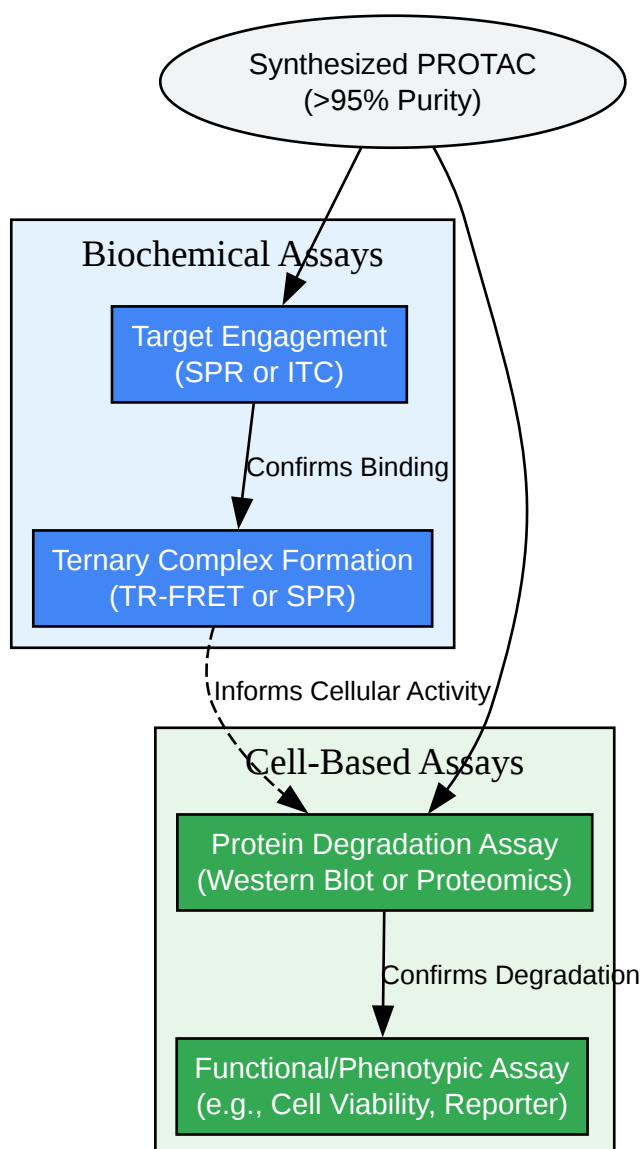 Synthesized PROTAC
(>95% Purity)
Biochemical Assays
Target Engagement
(SPR or ITC)
Confirms Binding
Ternary Complex Formation
(TR-FRET or SPR)
Informs Cellular Activity
Cell-Based Assays
Protein Degradation Assay
(Western Blot or Proteomics)
Confirms Degradation
Functional/Phenotypic Assay
(e.g., Cell Viability, Reporter)